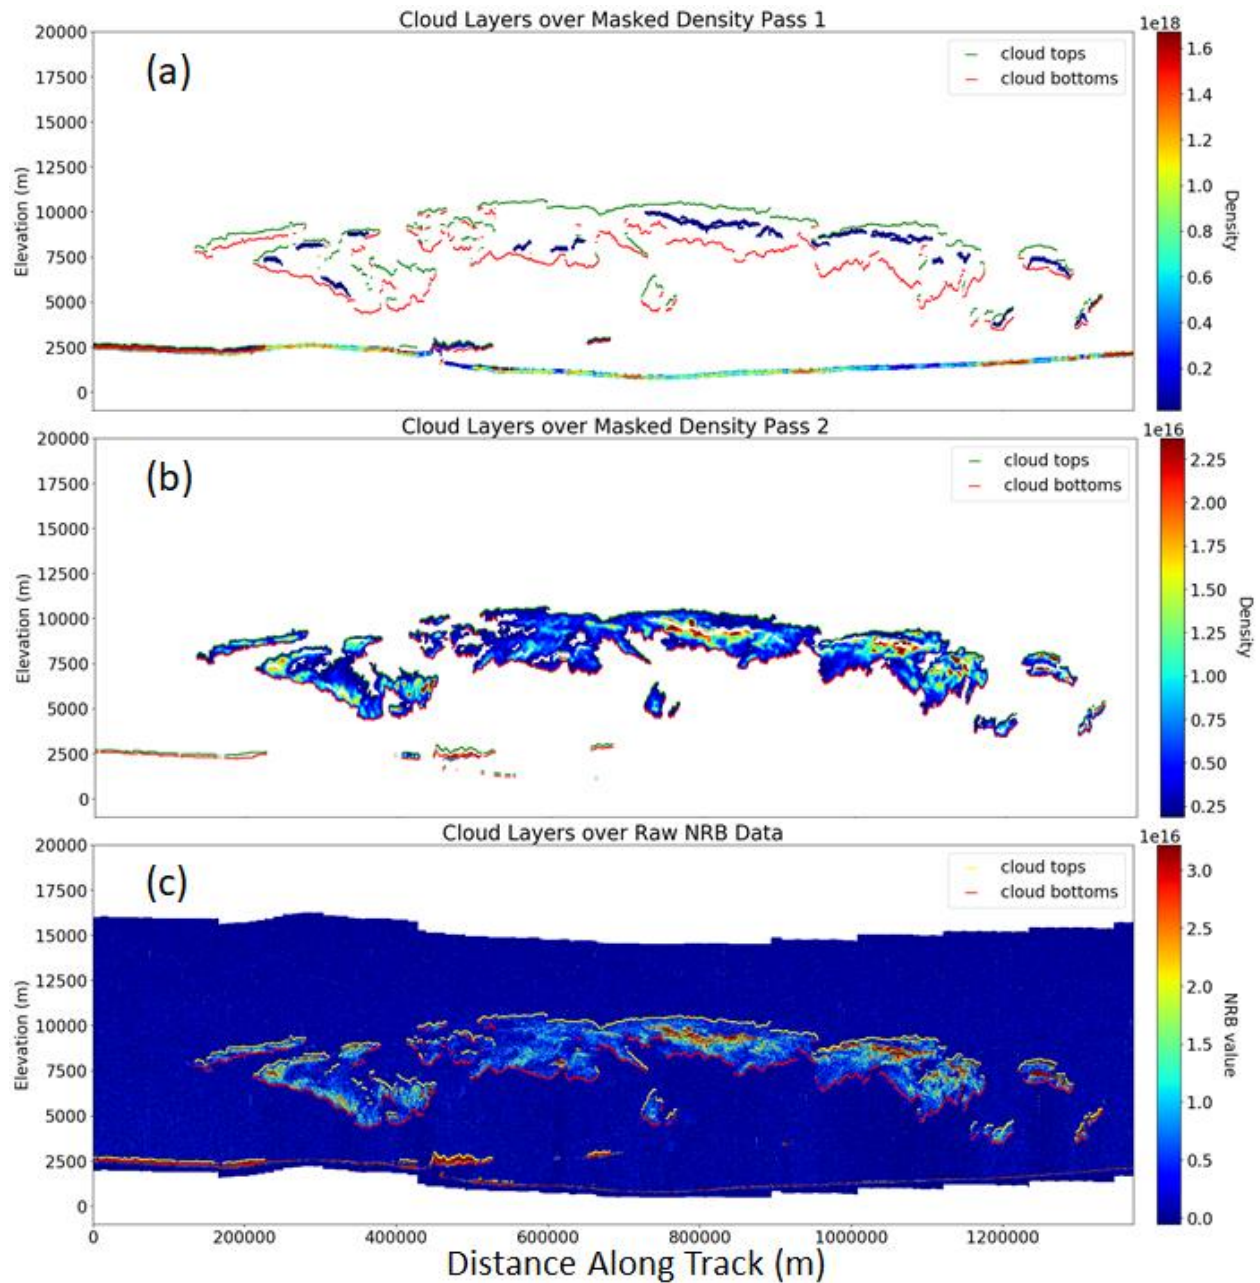 Cloud Layers over Masked Density Pass 1
1e18
20000
17500
15000
12500
10000
7500
5000
2500
0
Elevation (m)
(a)
cloud tops
cloud bottoms
1.6
1.4
1.2
1.0
0.8
0.6
0.4
0.2
Density
Cloud Layers over Masked Density Pass 2
1e16
20000
17500
15000
12500
10000
7500
5000
2500
0
Elevation (m)
(b)
cloud tops
cloud bottoms
2.25
2.00
1.75
1.50
1.25
1.00
0.75
0.50
0.25
Density
Cloud Layers over Raw NRB Data
1e16
20000
17500
15000
12500
10000
7500
5000
2500
0
Elevation (m)
(c)
cloud tops
cloud bottoms
3.0
2.5
2.0
1.5
1.0
0.5
0.0
NRB value
0
200000
400000
600000
800000
1000000
1200000
Distance Along Track (m)